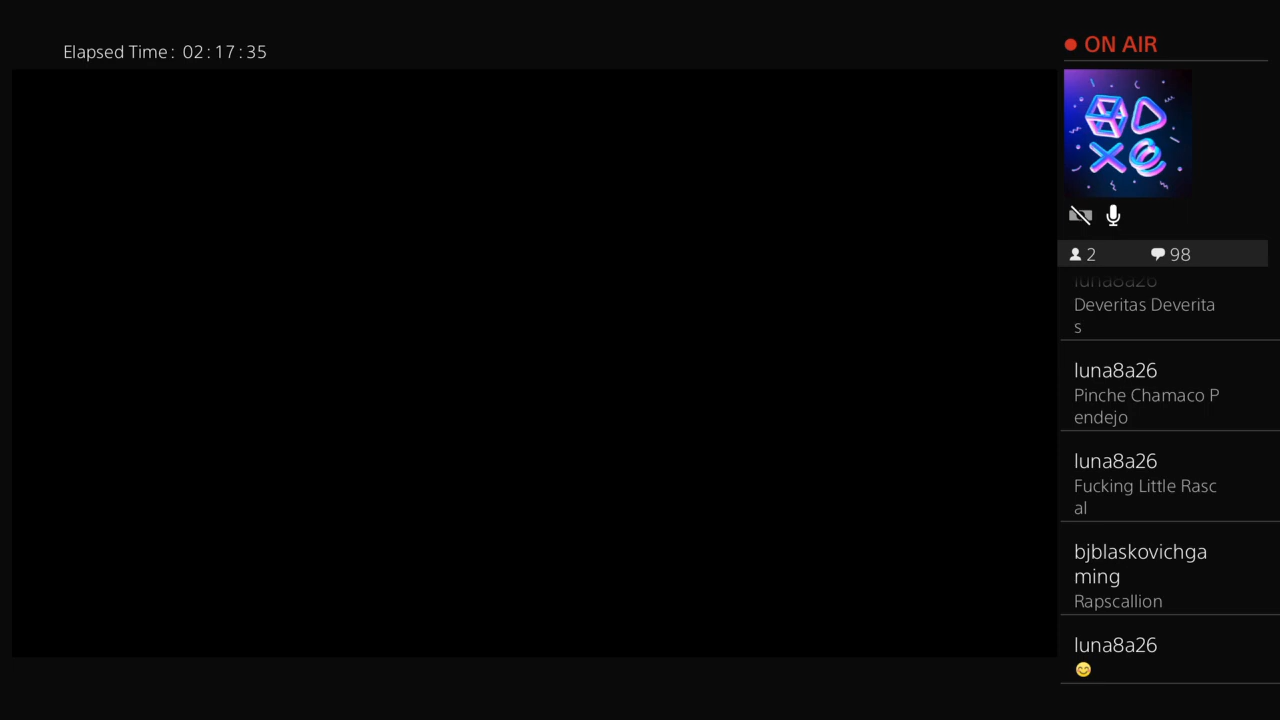 Elapsed Time: 02:17:35
ON AIR
2
98
luna8a26
Deveritas Deverita
s
luna8a26
Pinche Chamaco P
endejo
luna8a26
Fucking Little Rasc
al
bjblaskovichga
ming
Rapscallion
luna8a26
😊